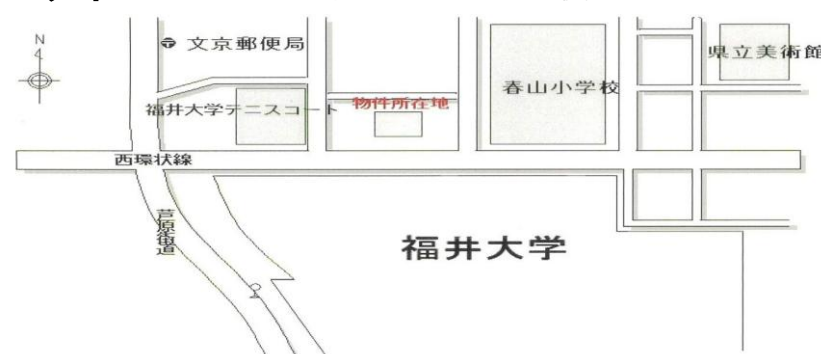 N
4
文京郵便局
県立美術館
春山小学校
福井大学テニスコート
物件所在地
西環状線
芦原街道
福井大学